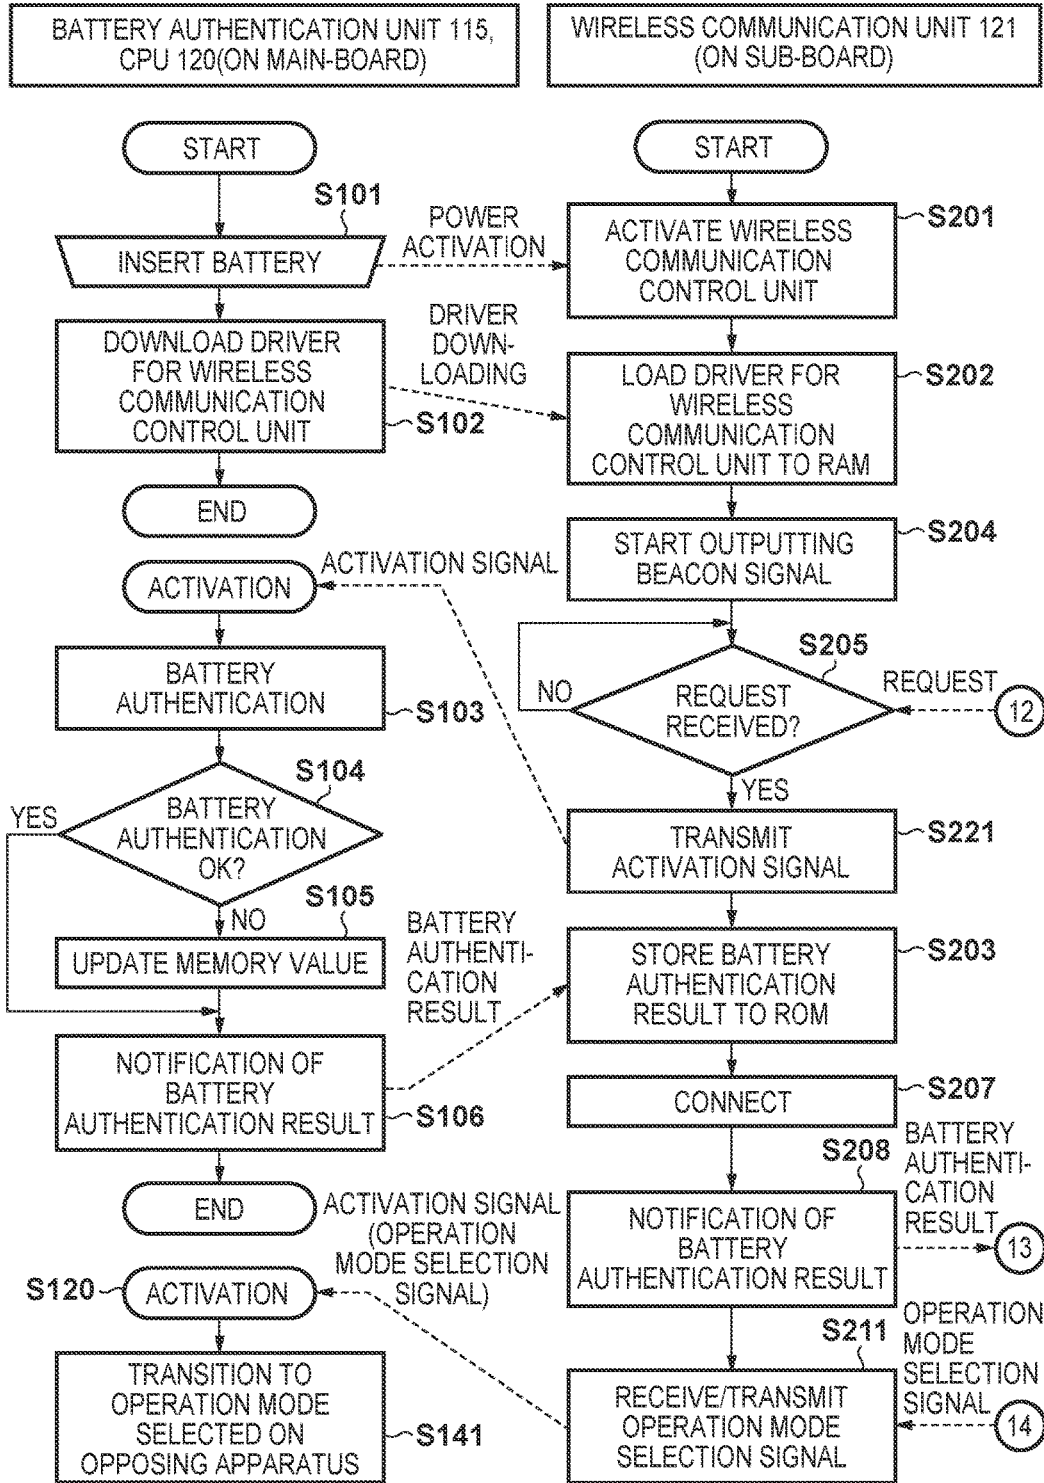 BATTERY AUTHENTICATION UNIT 115,
CPU 120(ON MAIN-BOARD)
START
S101
INSERT BATTERY
POWER
ACTIVATION
DOWNLOAD DRIVER
FOR WIRELESS
COMMUNICATION
CONTROL UNIT
S102
DRIVER
DOWN-
LOADING
END
ACTIVATION
ACTIVATION SIGNAL
BATTERY
AUTHENTICATION
S103
S104
YES
BATTERY
AUTHENTICATION
OK?
NO
S105
UPDATE MEMORY VALUE
BATTERY
AUTHENTI-
CATION
RESULT
NOTIFICATION OF
BATTERY
AUTHENTICATION RESULT
S106
END
ACTIVATION SIGNAL
(OPERATION
MODE SELECTION
SIGNAL)
S120
ACTIVATION
TRANSITION TO
OPERATION MODE
SELECTED ON
OPPOSING APPARATUS
S141
WIRELESS COMMUNICATION UNIT 121
(ON SUB-BOARD)
START
S201
ACTIVATE WIRELESS
COMMUNICATION
CONTROL UNIT
S202
LOAD DRIVER FOR
WIRELESS
COMMUNICATION
CONTROL UNIT TO RAM
S204
START OUTPUTTING
BEACON SIGNAL
S205
NO
REQUEST
RECEIVED?
REQUEST
12
YES
S221
TRANSMIT
ACTIVATION SIGNAL
S203
STORE BATTERY
AUTHENTICATION
RESULT TO ROM
S207
CONNECT
S208
BATTERY
AUTHENTI-
CATION
RESULT
NOTIFICATION OF
BATTERY
AUTHENTICATION RESULT
13
S211
OPERATION
MODE
SELECTION
SIGNAL
RECEIVE/TRANSMIT
OPERATION MODE
SELECTION SIGNAL
14